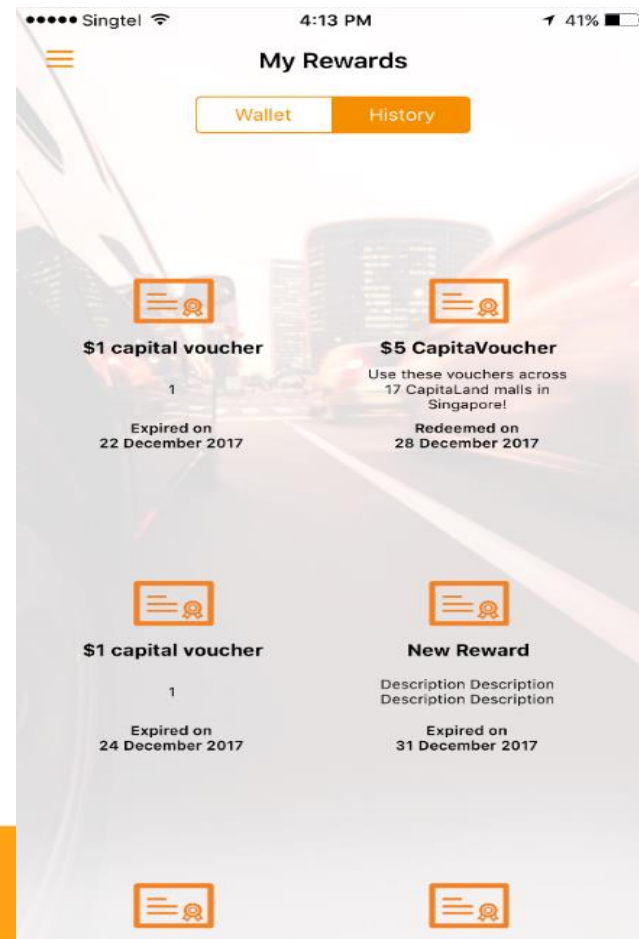 Singtel 4:13 PM 41%
My Rewards
Wallet History
$1 capital voucher
1
Expired on
22 December 2017
$5 CapitaVoucher
Use these vouchers across
17 CapitaLand malls in
Singapore!
Redeemed on
28 December 2017
$1 capital voucher
1
Expired on
24 December 2017
New Reward
Description Description
Description Description
Expired on
31 December 2017